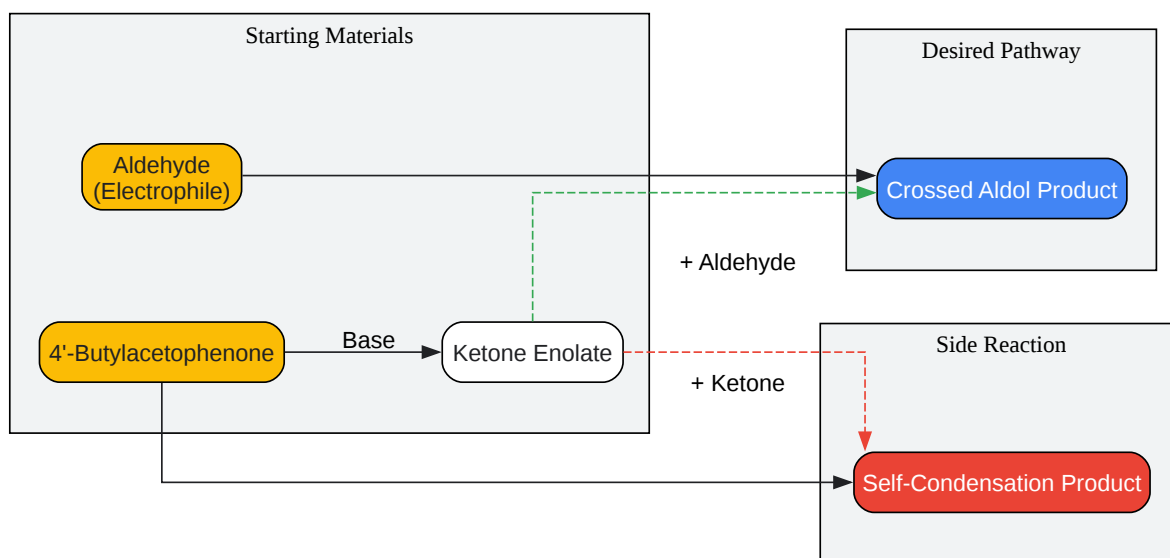 Starting Materials
Desired Pathway
Aldehyde
(Electrophile)
Crossed Aldol Product
+ Aldehyde
4'-Butylacetophenone
Base
Ketone Enolate
Side Reaction
+ Ketone
Self-Condensation Product